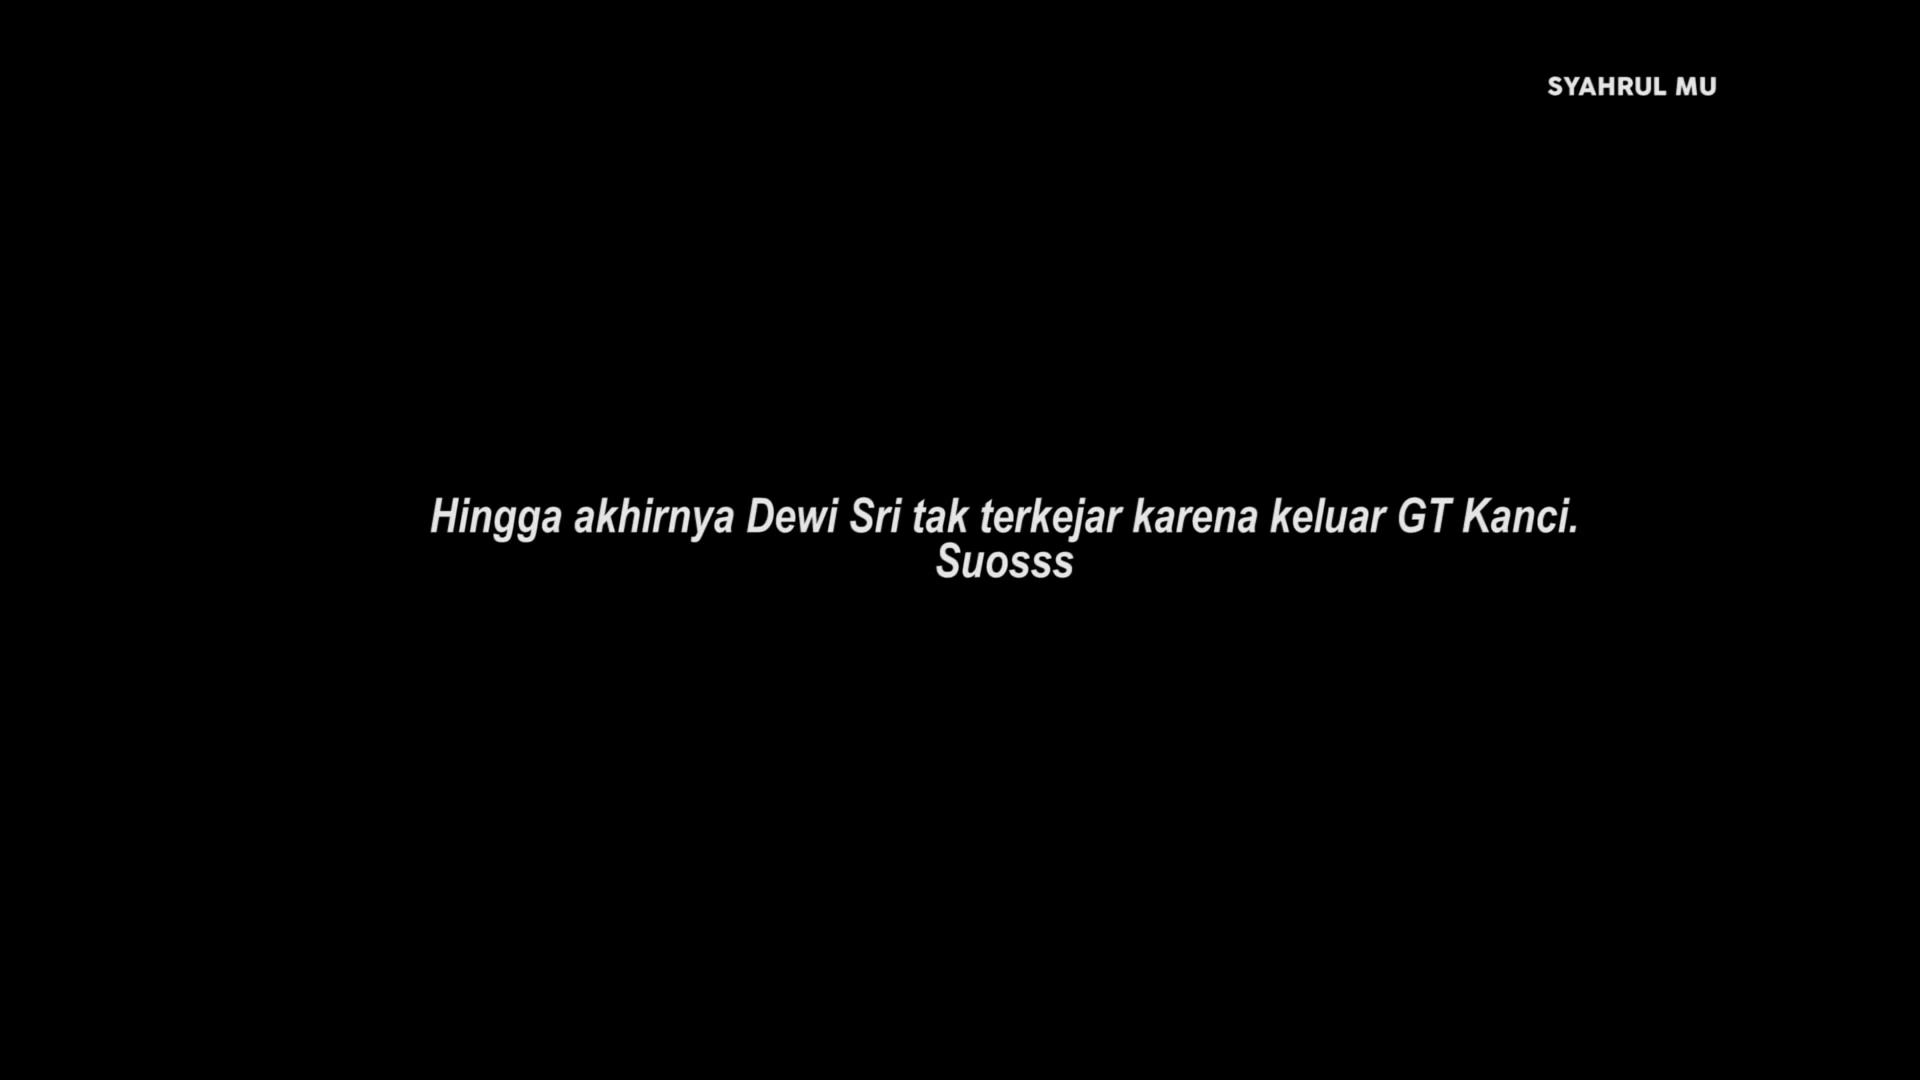 SYAHRUL MU
Hingga akhirnya Dewi Sri tak terkejar karena keluar GT Kanci.
Suosss